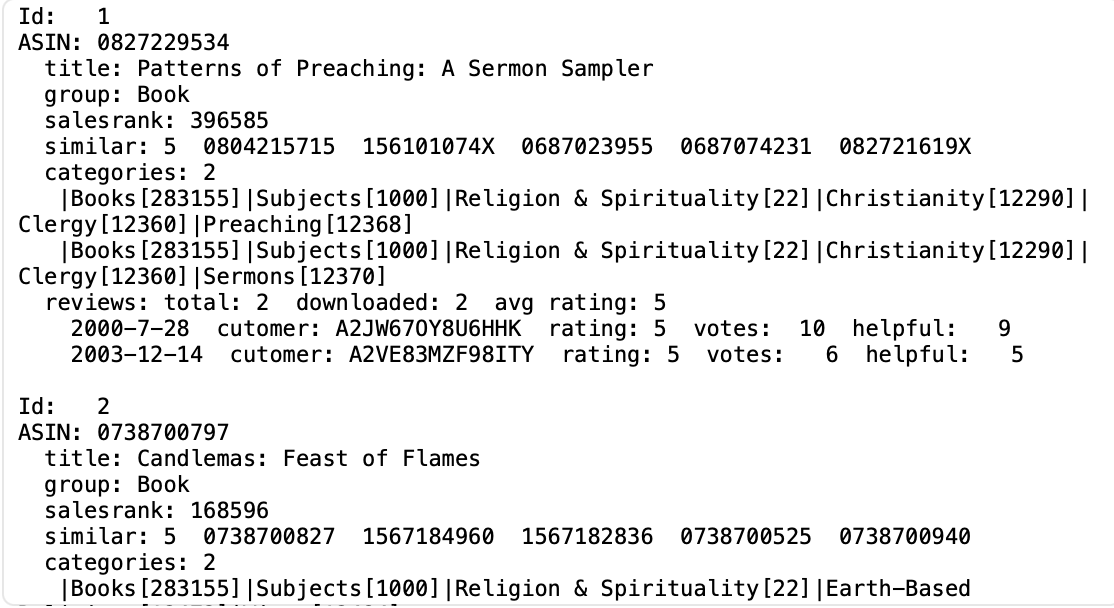 Id:   1
ASIN: 0827229534
  title: Patterns of Preaching: A Sermon Sampler
  group: Book
  salesrank: 396585
  similar: 5  0804215715  156101074X  0687023955  0687074231  082721619X
  categories: 2
   |Books[283155]|Subjects[1000]|Religion & Spirituality[22]|Christianity[12290]|
Clergy[12360]|Preaching[12368]
   |Books[283155]|Subjects[1000]|Religion & Spirituality[22]|Christianity[12290]|
Clergy[12360]|Sermons[12370]
  reviews: total: 2  downloaded: 2  avg rating: 5
    2000-7-28  cutomer: A2JW67OY8U6HHK  rating: 5  votes:  10  helpful:   9
    2003-12-14  cutomer: A2VE83MZF98ITY  rating: 5  votes:   6  helpful:   5

Id:   2
ASIN: 0738700797
  title: Candlemas: Feast of Flames
  group: Book
  salesrank: 168596
  similar: 5  0738700827  1567184960  1567182836  0738700525  0738700940
  categories: 2
   |Books[283155]|Subjects[1000]|Religion & Spirituality[22]|Earth-Based